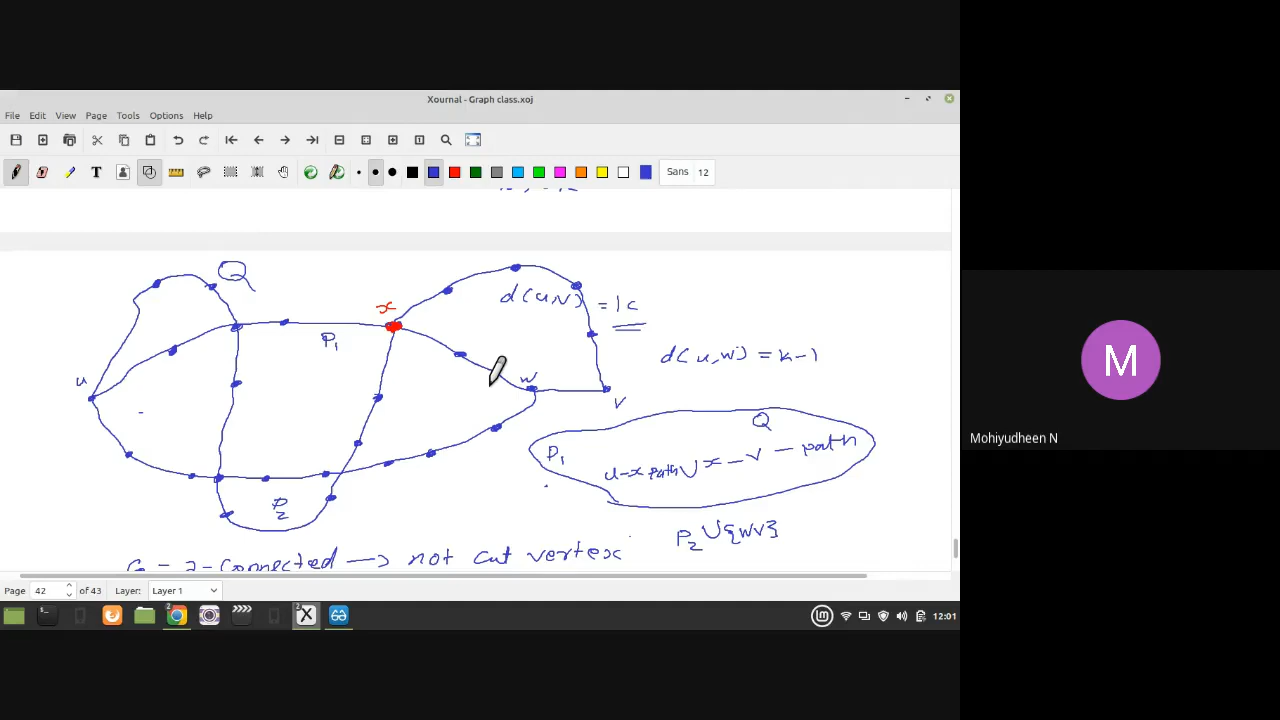 Xournal - Graph class.xoj
File Edit View Page Tools Options Help
Sans 12
Q
x
d(u,v) = k
P1
d(u,w) = k-1
u
w
v
Q
P1
u-x path ∪ x-v-path
P2
P2 ∪ {wv}
G - 2-connected → not cut vertex
Page 42 of 43 Layer: Layer 1
12:01
M
Mohiyudheen N